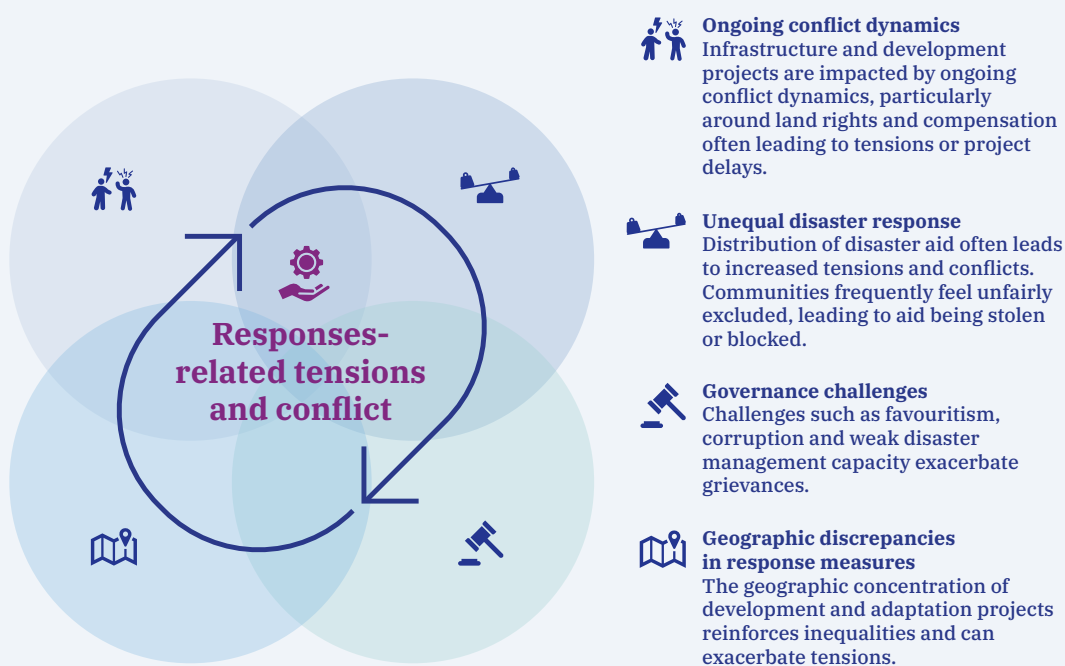 Responses-
related tensions
and conflict
Ongoing conflict dynamics
Infrastructure and development
projects are impacted by ongoing
conflict dynamics, particularly
around land rights and compensation
often leading to tensions or project
delays.
Unequal disaster response
Distribution of disaster aid often leads
to increased tensions and conflicts.
Communities frequently feel unfairly
excluded, leading to aid being stolen
or blocked.
Governance challenges
Challenges such as favouritism,
corruption and weak disaster
management capacity exacerbate
grievances.
Geographic discrepancies
in response measures
The geographic concentration of
development and adaptation projects
reinforces inequalities and can
exacerbate tensions.